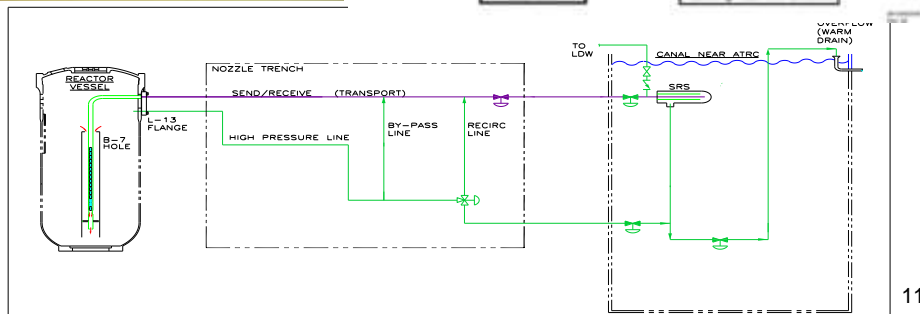 OVERFLOW
(WARM
DRAIN)
TO
LDW
CANAL NEAR ATRC
REACTOR
VESSEL
NOZZLE TRENCH
SEND/RECEIVE (TRANSPORT)
SRS
L-13
FLANGE
BY-PASS
LINE
RECIRC
LINE
HIGH PRESSURE LINE
B-7
HOLE
11